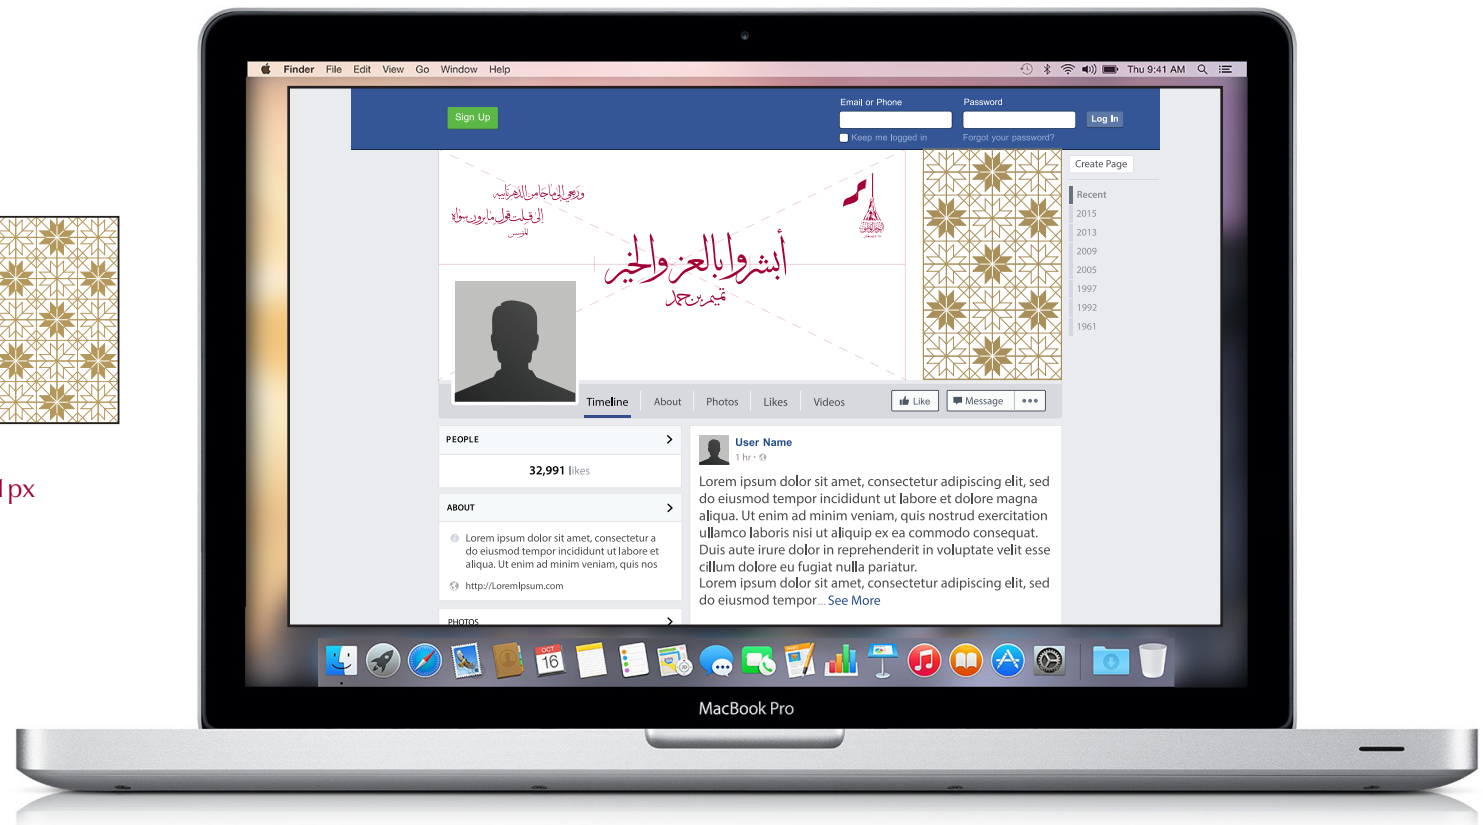 Finder File Edit View Go Window Help
Thu 9:41 AM
Sign Up
Email or Phone
Password
Log In
Keep me logged in
Forgot your password?
Create Page
Recent
2015
2013
2009
2005
1997
1992
1961
أبشروا بالعز والخير
تميم بن حمد
Timeline
About
Photos
Likes
Videos
Like
Message
PEOPLE
32,991 likes
ABOUT
Lorem ipsum dolor sit amet, consectetur a
do eiusmod tempor incididunt ut labore et
aliqua. Ut enim ad minim veniam, quis nos
http://LoremIpsum.com
PHOTOS
User Name
1 hr
Lorem ipsum dolor sit amet, consectetur adipiscing elit, sed
do eiusmod tempor incididunt ut labore et dolore magna
aliqua. Ut enim ad minim veniam, quis nostrud exercitation
ullamco laboris nisi ut aliquip ex ea commodo consequat.
Duis aute irure dolor in reprehenderit in voluptate velit esse
cillum dolore eu fugiat nulla pariatur.
Lorem ipsum dolor sit amet, consectetur adipiscing elit, sed
do eiusmod tempor... See More
OCT
16
MacBook Pro
px